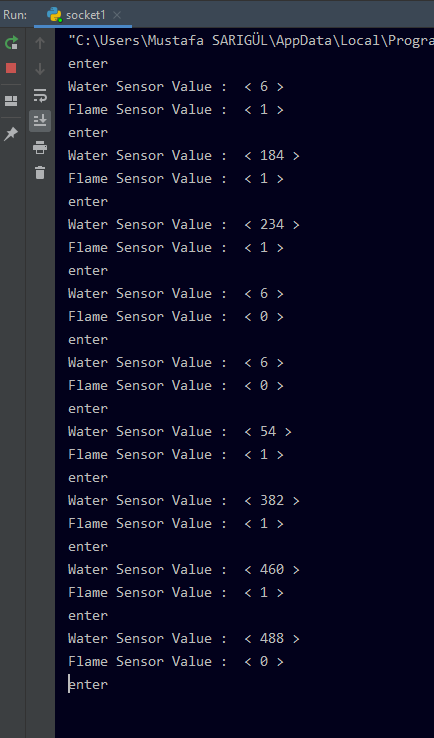 Run: socket1
"C:\Users\Mustafa SARIGÜL\AppData\Local\Progra
enter
Water Sensor Value :  < 6 >
Flame Sensor Value :  < 1 >
enter
Water Sensor Value :  < 184 >
Flame Sensor Value :  < 1 >
enter
Water Sensor Value :  < 234 >
Flame Sensor Value :  < 1 >
enter
Water Sensor Value :  < 6 >
Flame Sensor Value :  < 0 >
enter
Water Sensor Value :  < 6 >
Flame Sensor Value :  < 0 >
enter
Water Sensor Value :  < 54 >
Flame Sensor Value :  < 1 >
enter
Water Sensor Value :  < 382 >
Flame Sensor Value :  < 1 >
enter
Water Sensor Value :  < 460 >
Flame Sensor Value :  < 1 >
enter
Water Sensor Value :  < 488 >
Flame Sensor Value :  < 0 >
enter